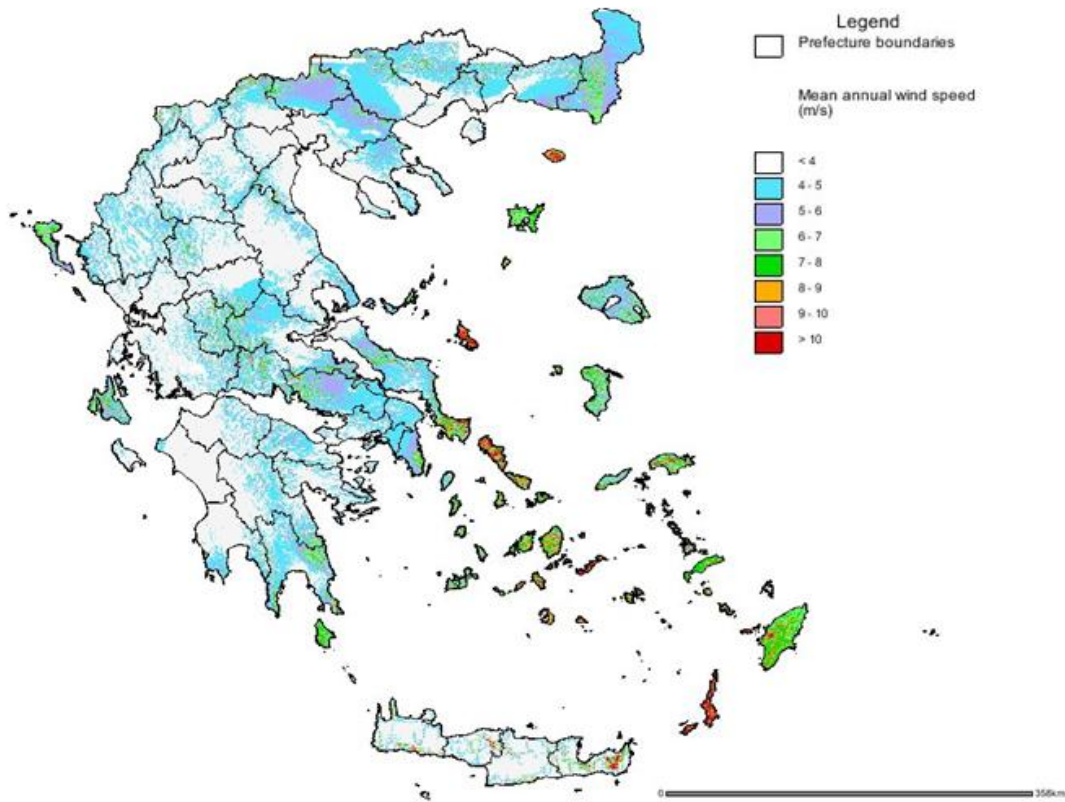 Legend
Prefecture boundaries
Mean annual wind speed
(m/s)
< 4
4 - 5
5 - 6
6 - 7
7 - 8
8 - 9
9 - 10
> 10
0 358km